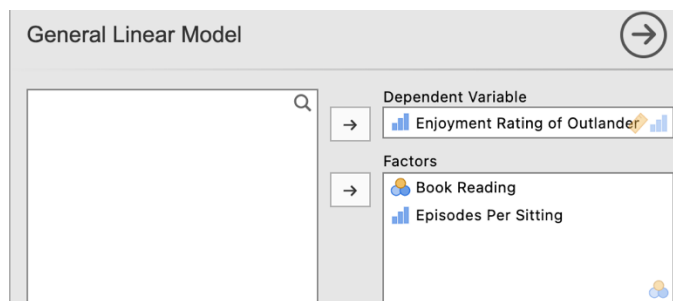 General Linear Model
Dependent Variable
Enjoyment Rating of Outlander
Factors
Book Reading
Episodes Per Sitting